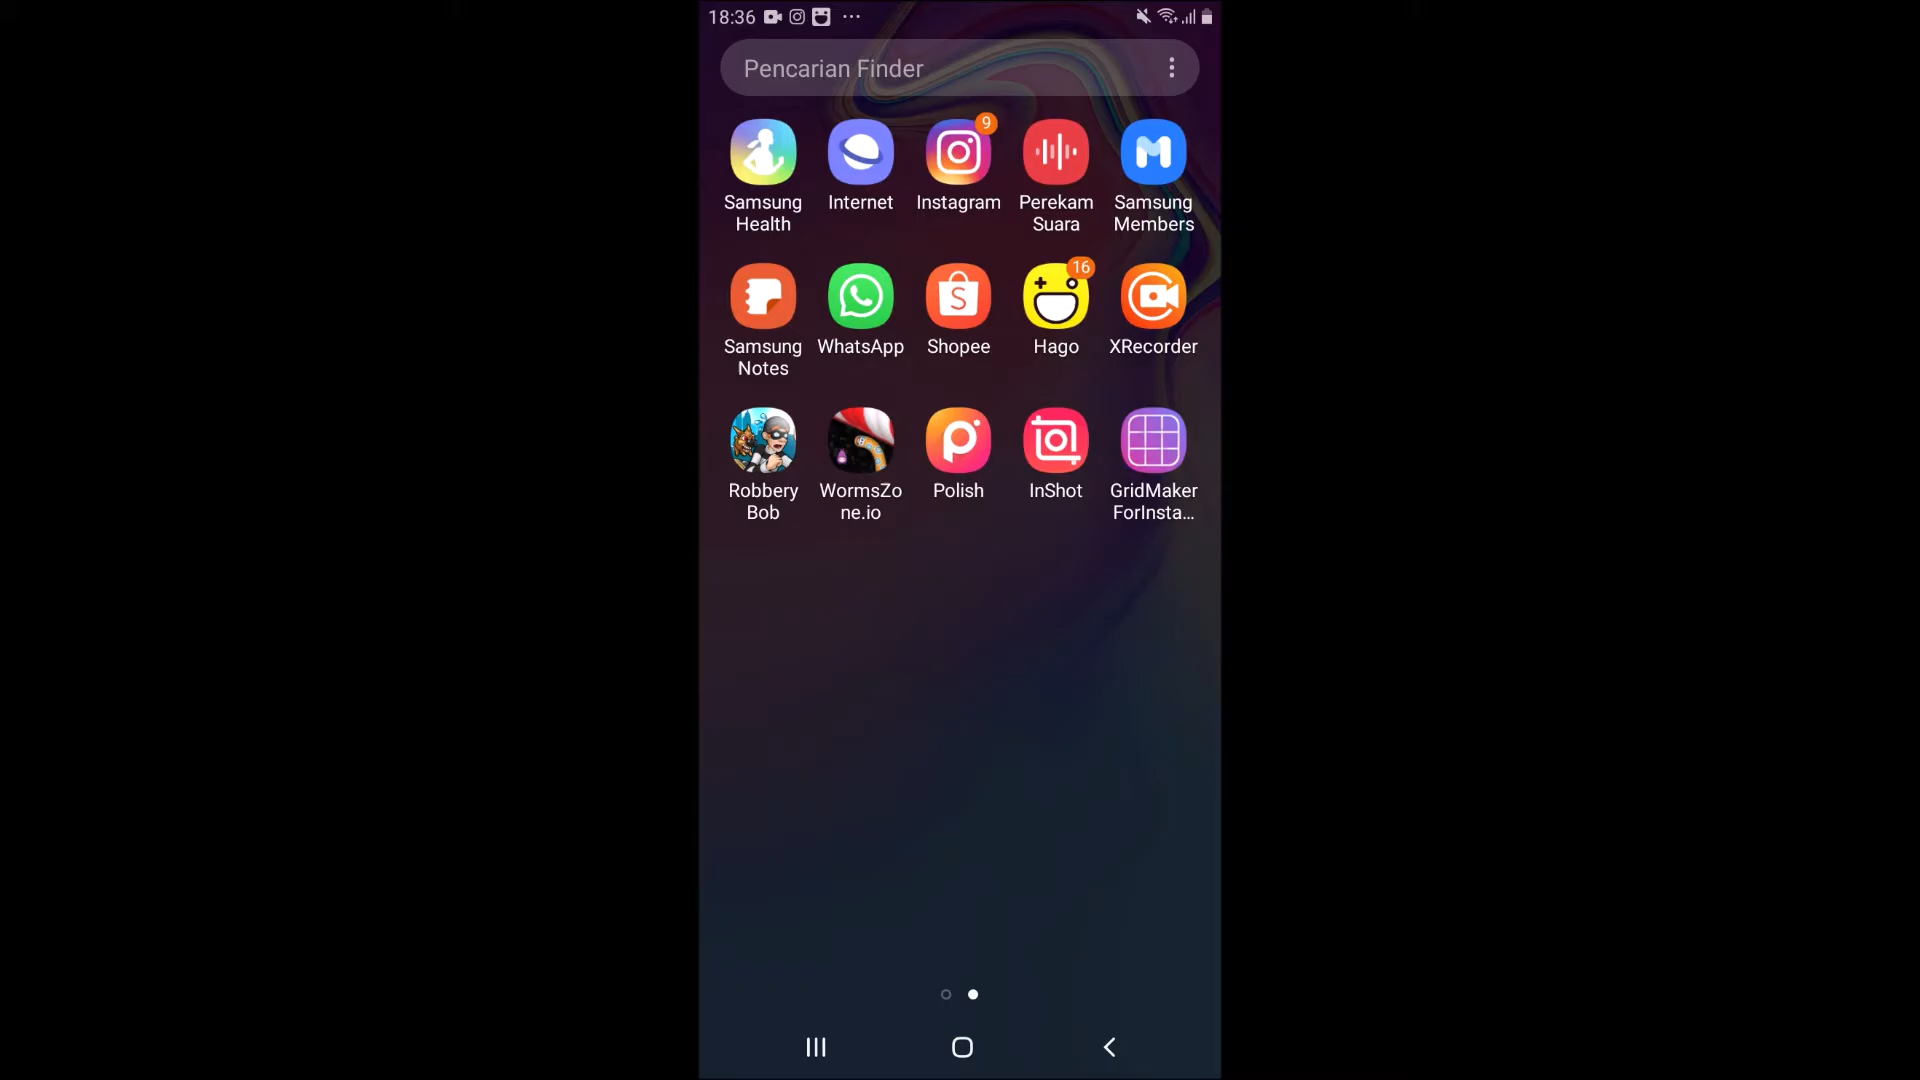 18:36
Pencarian Finder
9
Samsung Health
Internet
Instagram
Perekam Suara
Samsung Members
16
Samsung Notes
WhatsApp
Shopee
Hago
XRecorder
Robbery Bob
WormsZo
ne.io
Polish
InShot
GridMaker
ForInsta...